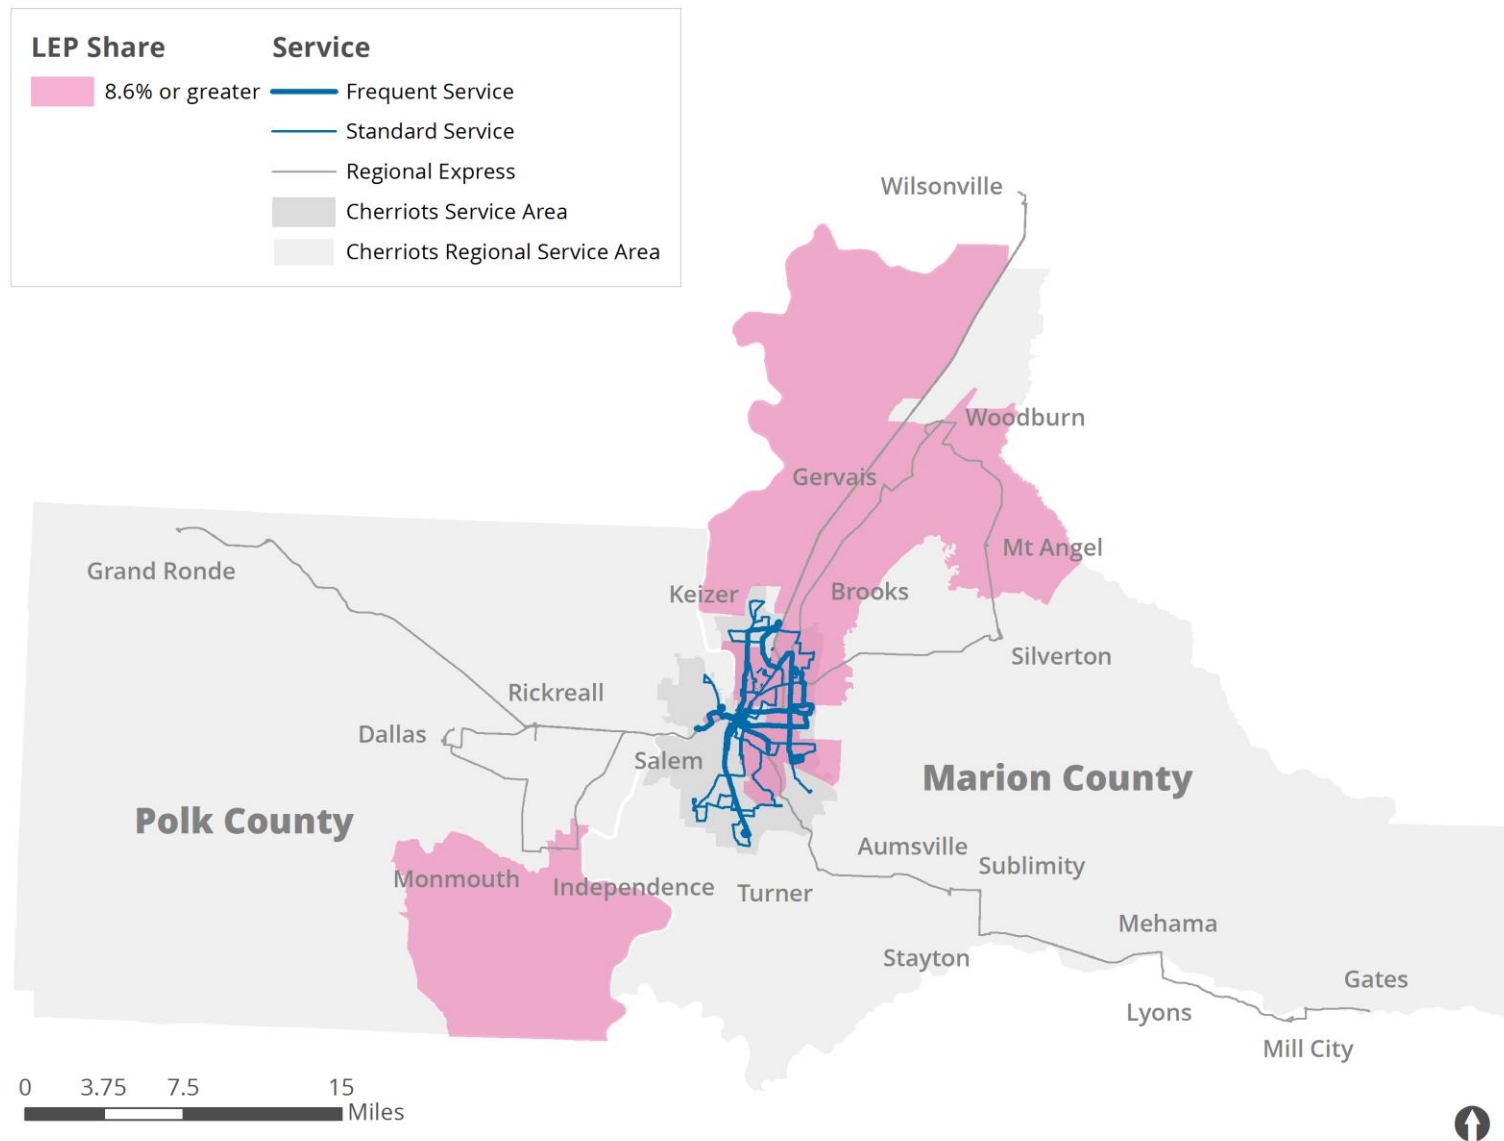 LEP Share
Service
8.6% or greater
Frequent Service
Standard Service
Regional Express
Cherriots Service Area
Cherriots Regional Service Area
Wilsonville
Woodburn
Gervais
Mt Angel
Grand Ronde
Keizer
Brooks
Silverton
Rickreall
Dallas
Salem
Marion County
Polk County
Aumsville
Sublimity
Monmouth
Independence
Turner
Mehama
Stayton
Gates
Lyons
Mill City
0 3.75 7.5 15
Miles